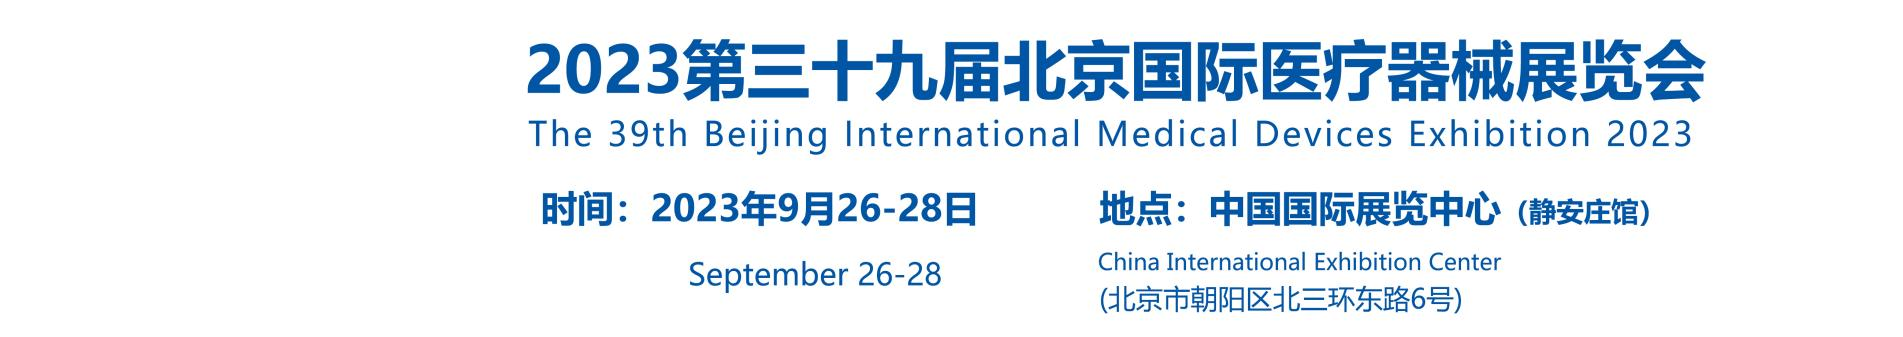 2023第三十九届北京国际医疗器械展览会
The 39th Beijing International Medical Devices Exhibition 2023
时间：2023年9月26-28日
September 26-28
地点：中国国际展览中心（静安庄馆）
China International Exhibition Center
(北京市朝阳区北三环东路6号)